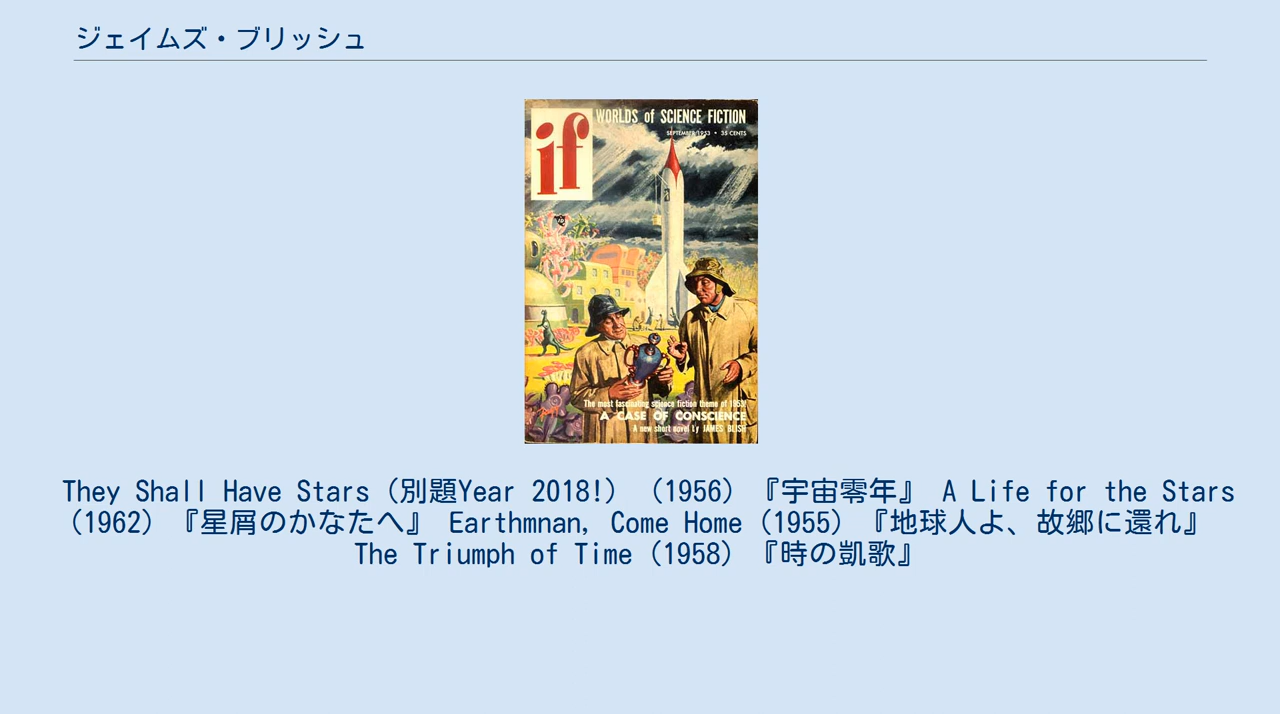 ジェイムズ・ブリッシュ
if
WORLDS of SCIENCE FICTION
SEPTEMBER 1953 • 35 CENTS
The most fascinating science fiction theme of 1953!
A CASE OF CONSCIENCE
A new short novel by JAMES BLISH
They Shall Have Stars（別題Year 2018!）（1956）『宇宙零年』 A Life for the Stars
（1962）『星屑のかなたへ』 Earthmnan, Come Home（1955）『地球人よ、故郷に還れ』
The Triumph of Time（1958）『時の凱歌』